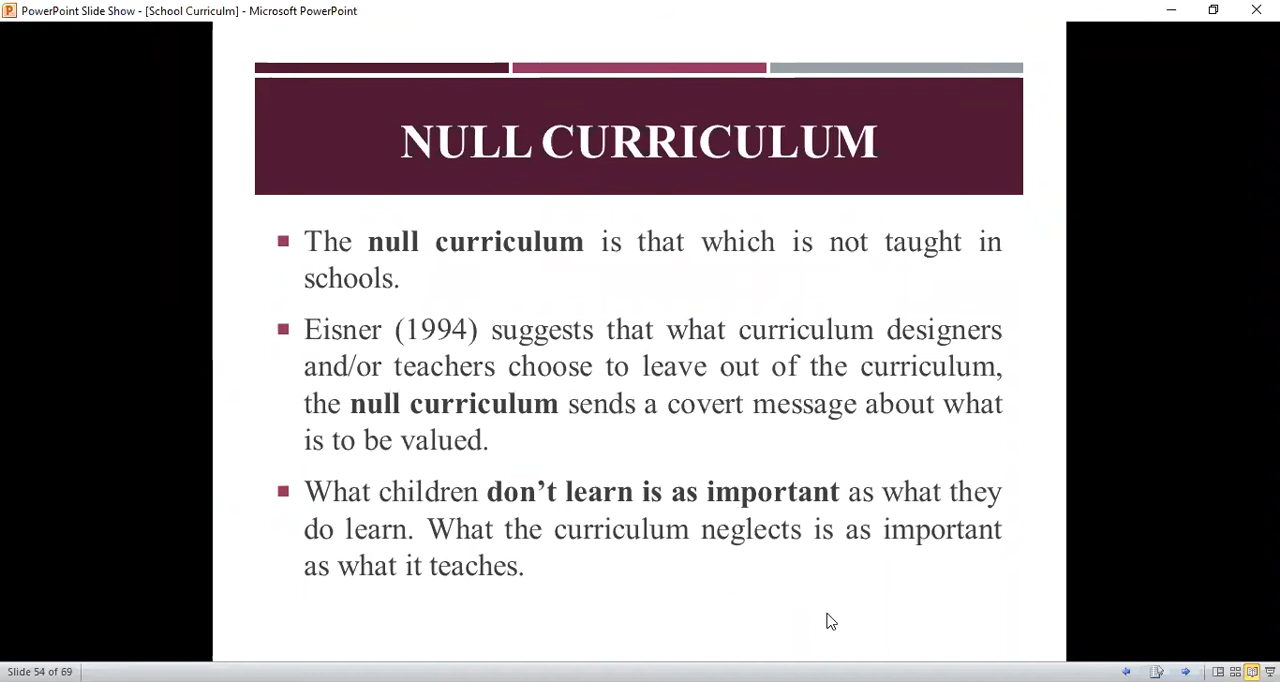 PowerPoint Slide Show - [School Curriculm] - Microsoft PowerPoint
NULL CURRICULUM
The null curriculum is that which is not taught in
schools.
Eisner (1994) suggests that what curriculum designers
and/or teachers choose to leave out of the curriculum,
the null curriculum sends a covert message about what
is to be valued.
What children don’t learn is as important as what they
do learn. What the curriculum neglects is as important
as what it teaches.
Slide 54 of 69